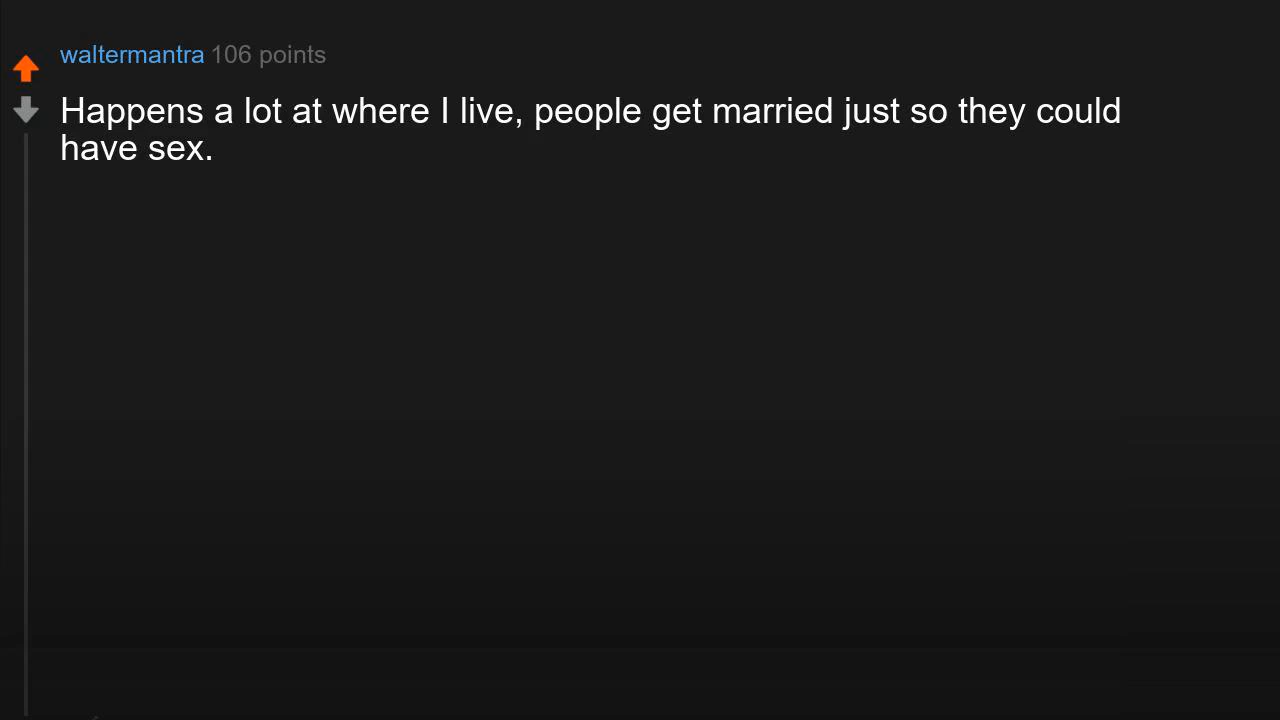 waltermantra 106 points
Happens a lot at where I live, people get married just so they could
have sex.